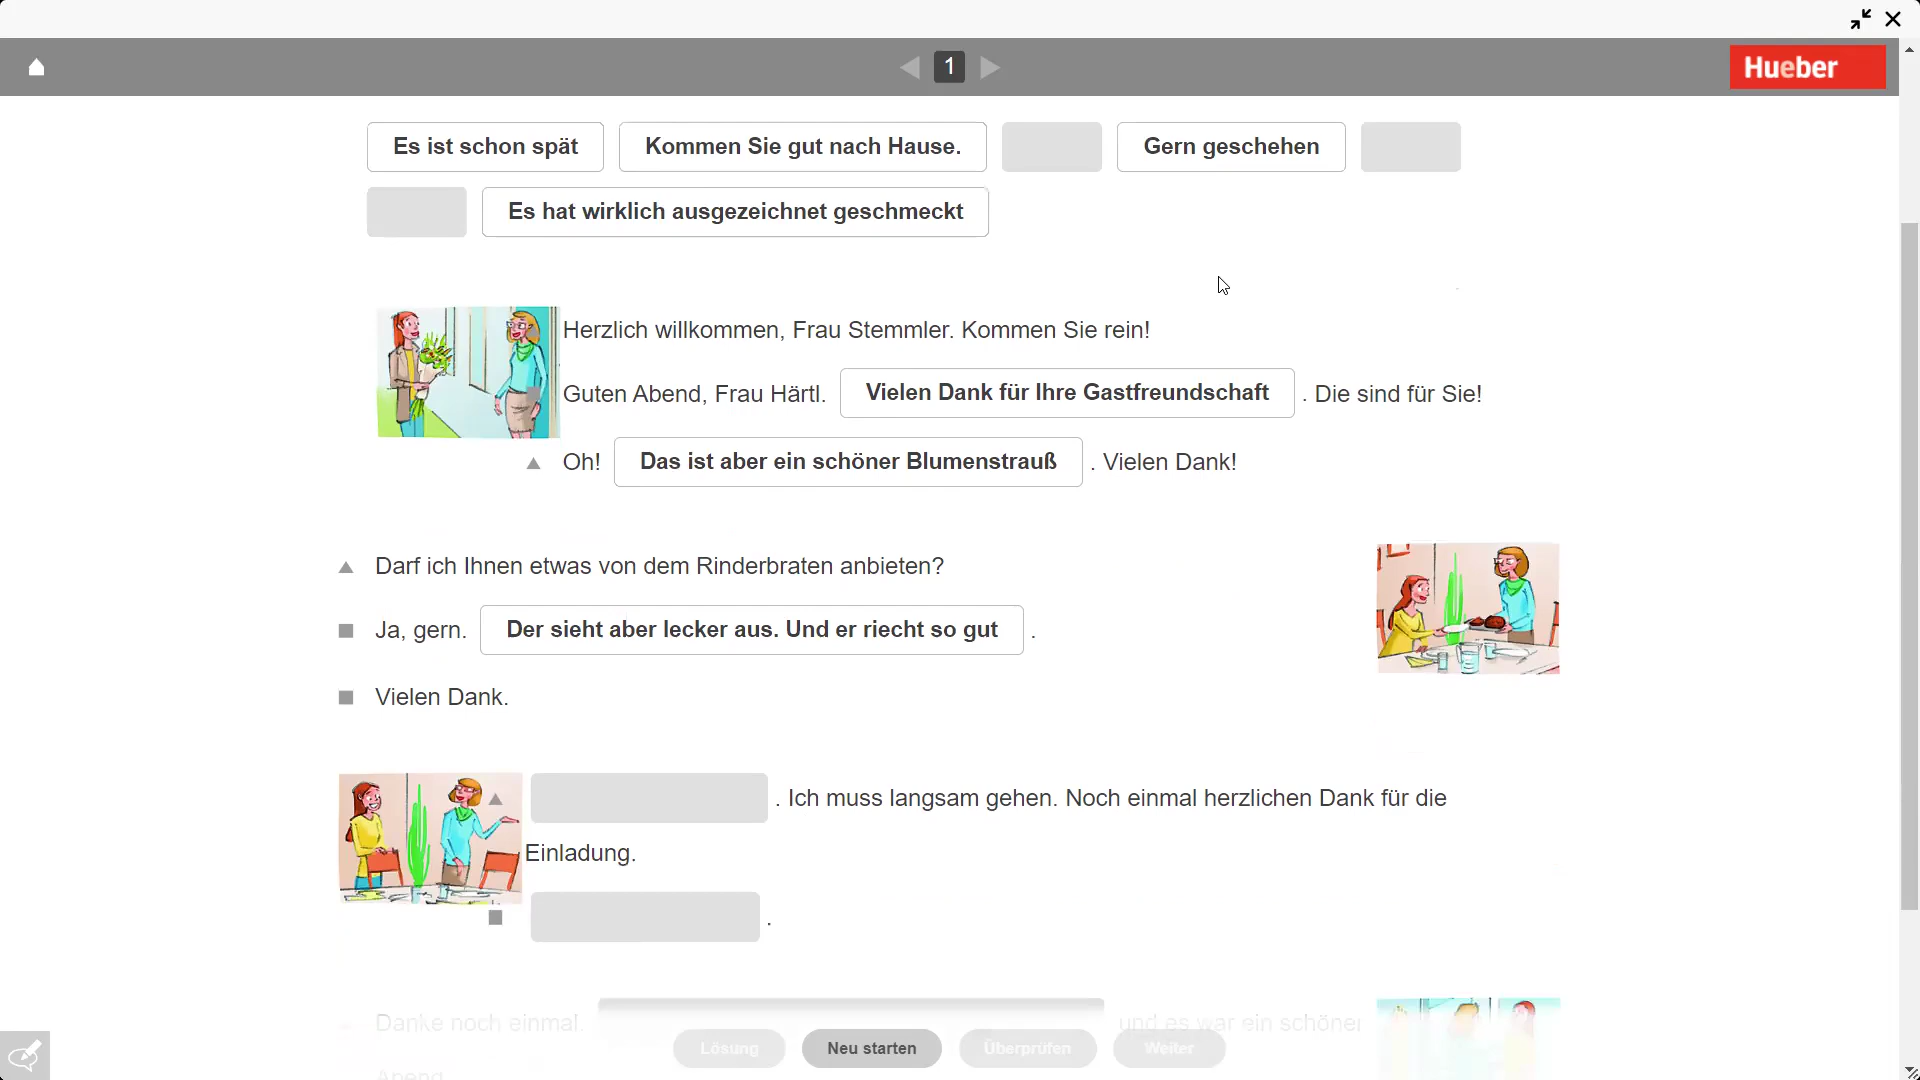 1
Hueber
Es ist schon spät
Kommen Sie gut nach Hause.
Gern geschehen
Es hat wirklich ausgezeichnet geschmeckt
Herzlich willkommen, Frau Stemmler. Kommen Sie rein!
Guten Abend, Frau Härtl. Vielen Dank für Ihre Gastfreundschaft . Die sind für Sie!
Oh! Das ist aber ein schöner Blumenstrauß . Vielen Dank!
Darf ich Ihnen etwas von dem Rinderbraten anbieten?
Ja, gern. Der sieht aber lecker aus. Und er riecht so gut .
Vielen Dank.
. Ich muss langsam gehen. Noch einmal herzlichen Dank für die
Einladung.
.
Danke noch einmal. und es war ein schöner
Abend
Lösung
Neu starten
Überprüfen
Weiter